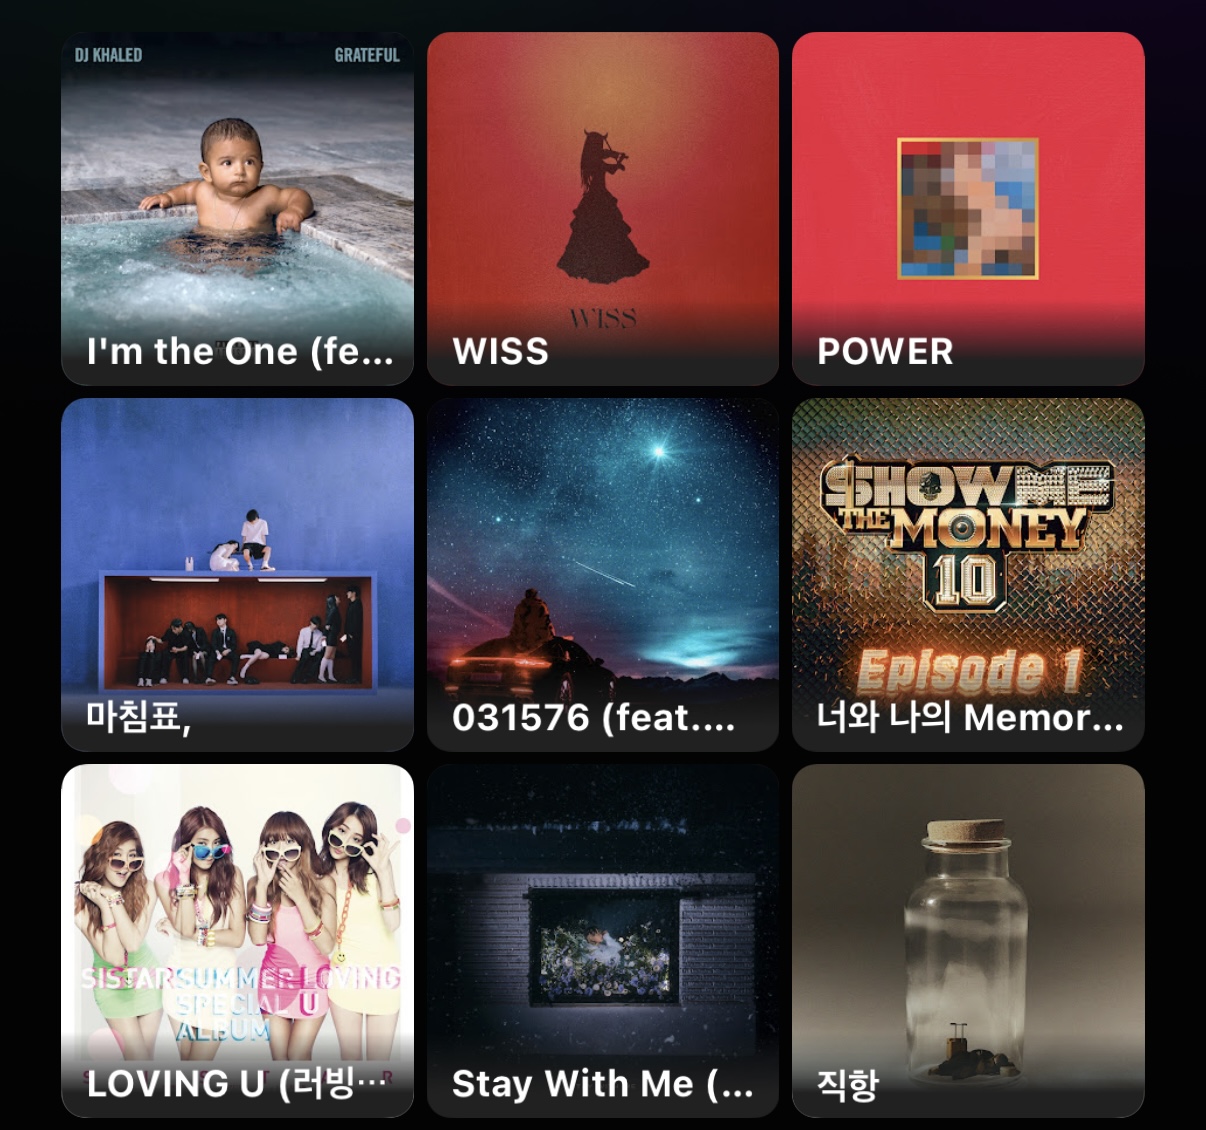 DJ KHALED
GRATEFUL
I'm the One (fe...
WISS
WISS
POWER
마침표,
031576 (feat....
SHOW ME
THE MONEY
10
Episode 1
너와 나의 Memor...
SISTAR SUMMER LOVING
SPECIAL U
ALBUM
LOVING U (러빙...
Stay With Me (...
직항